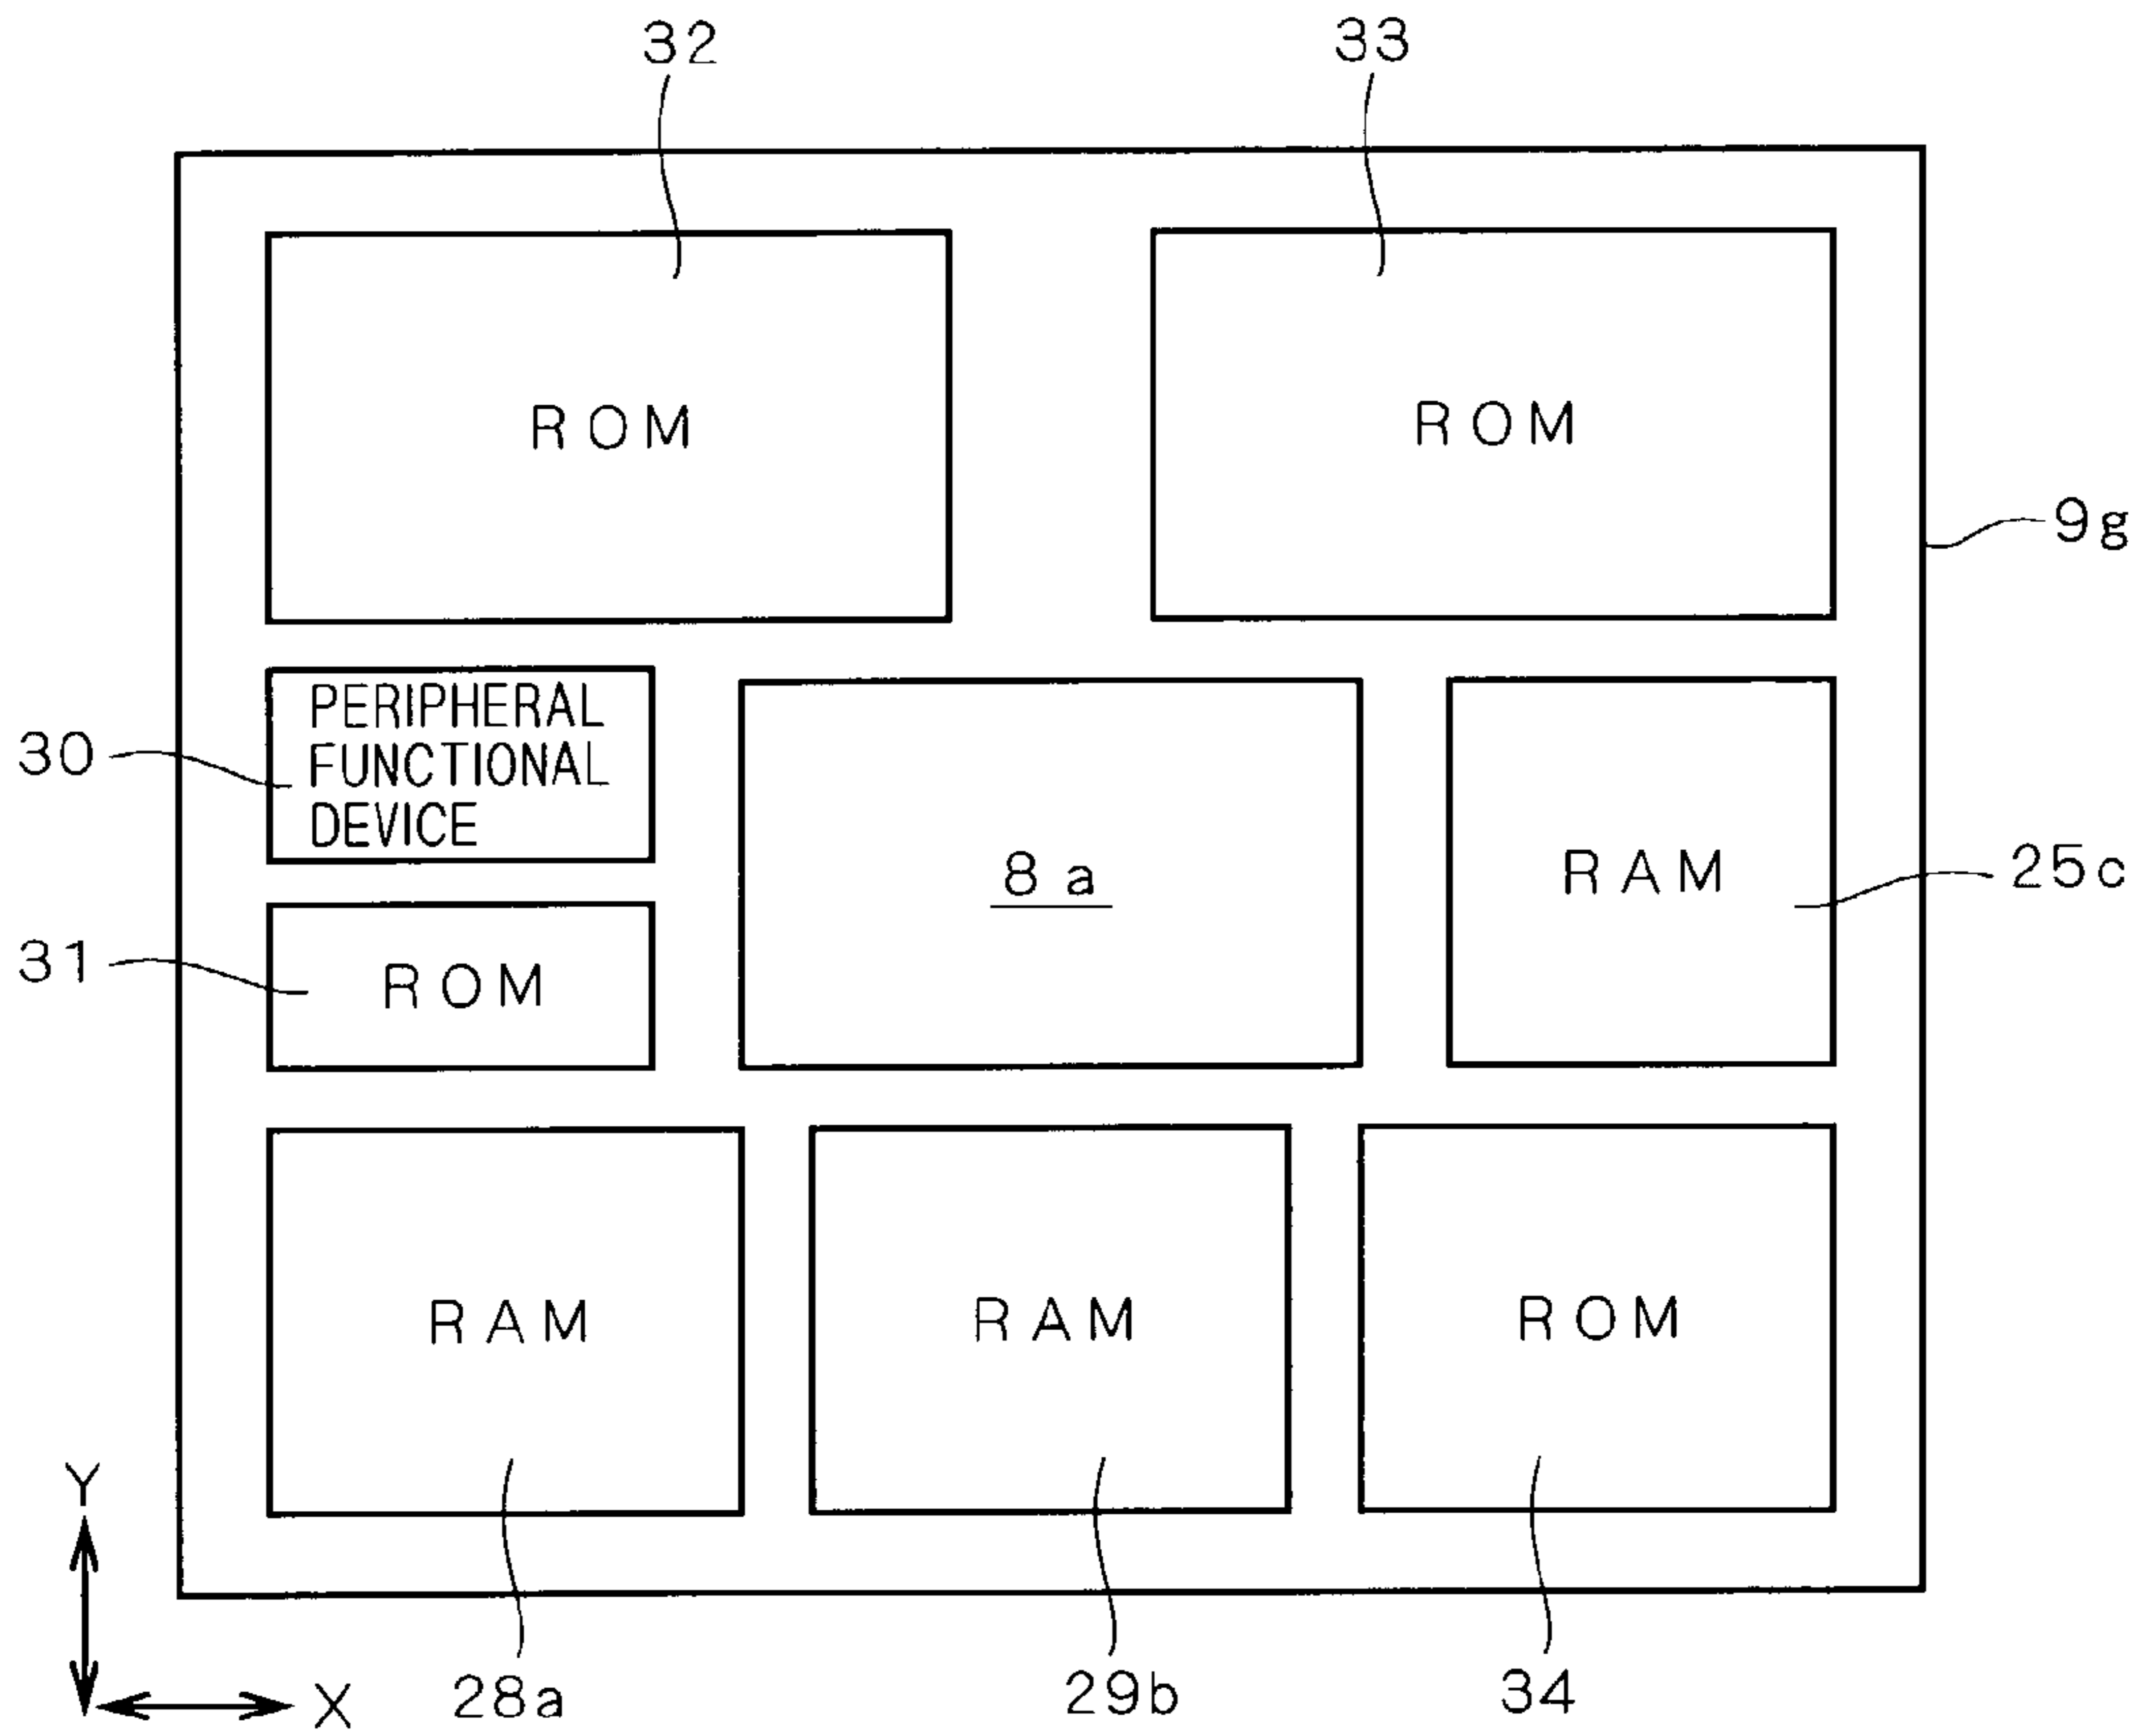 32
33
ROM
ROM
9g
PERIPHERAL
FUNCTIONAL
DEVICE
30
8a
RAM
25c
31
ROM
RAM
RAM
ROM
Y
X
28a
29b
34